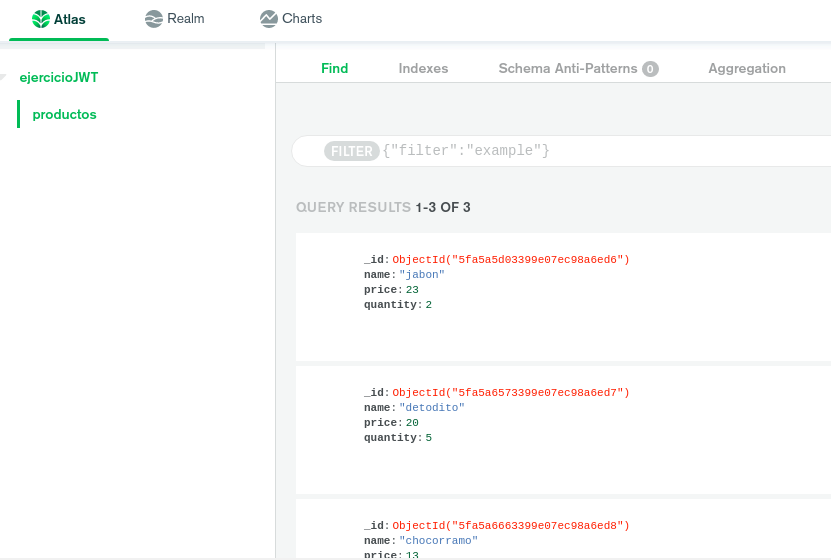 Atlas Realm Charts
ejercicioJWT
productos
Find Indexes Schema Anti-Patterns 0 Aggregation
FILTER {"filter":"example"}
QUERY RESULTS 1-3 OF 3
_id: ObjectId("5fa5a5d03399e07ec98a6ed6")
name: "jabon"
price: 23
quantity: 2
_id: ObjectId("5fa5a6573399e07ec98a6ed7")
name: "detodito"
price: 20
quantity: 5
_id: ObjectId("5fa5a6663399e07ec98a6ed8")
name: "chocorramo"
price: 13